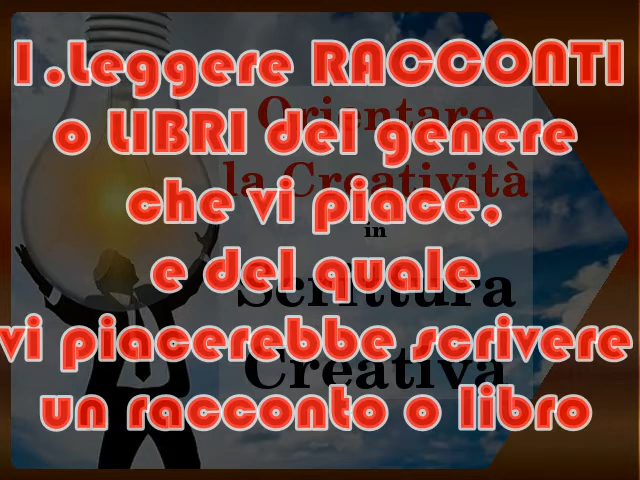 1.Leggere RACCONTI
o LIBRI del genere
che vi piace,
e del quale
vi piacerebbe scrivere
un racconto o libro
Orientare
la Creatività
in
Scrittura
Creativa